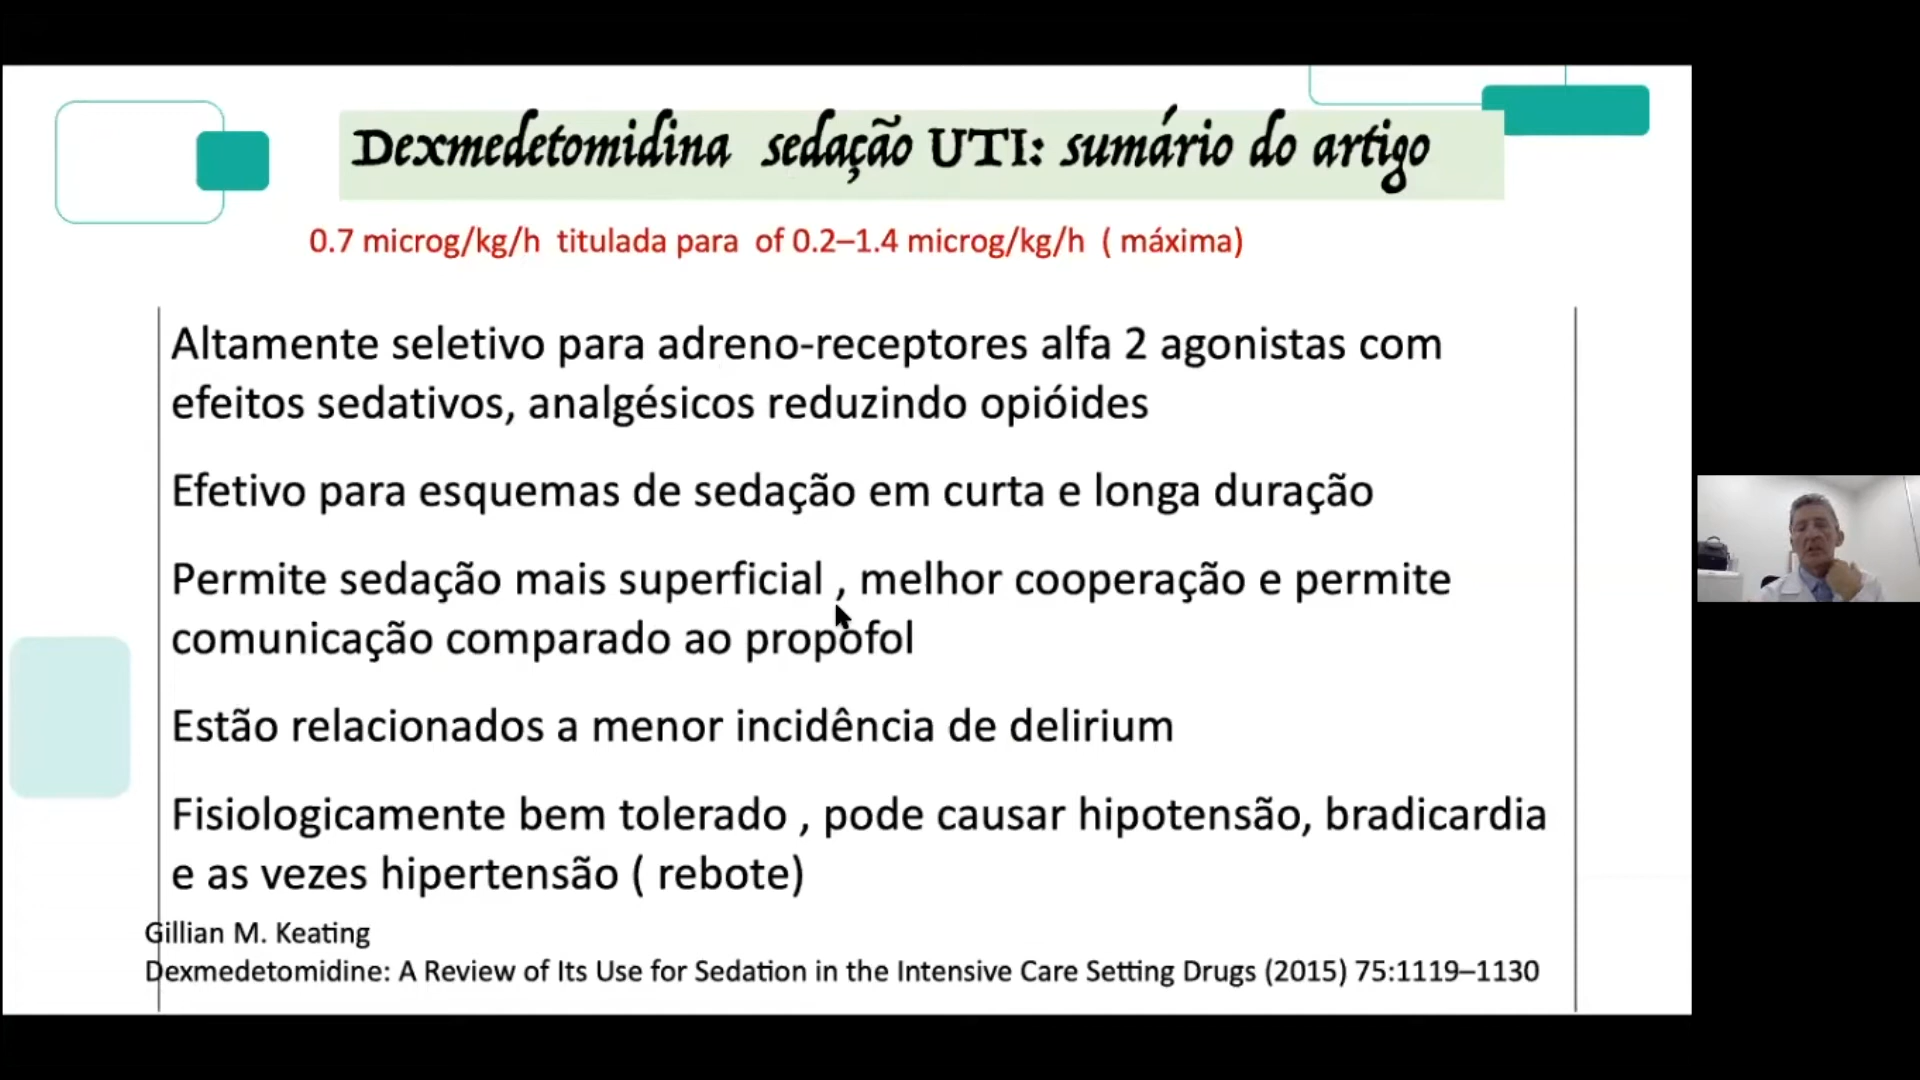 Dexmedetomidina sedação UTI: sumário do artigo
0.7 microg/kg/h titulada para of 0.2–1.4 microg/kg/h ( máxima)
Altamente seletivo para adreno-receptores alfa 2 agonistas com
efeitos sedativos, analgésicos reduzindo opióides
Efetivo para esquemas de sedação em curta e longa duração
Permite sedação mais superficial , melhor cooperação e permite
comunicação comparado ao propofol
Estão relacionados a menor incidência de delirium
Fisiologicamente bem tolerado , pode causar hipotensão, bradicardia
e as vezes hipertensão ( rebote)
Gillian M. Keating
Dexmedetomidine: A Review of Its Use for Sedation in the Intensive Care Setting Drugs (2015) 75:1119–1130